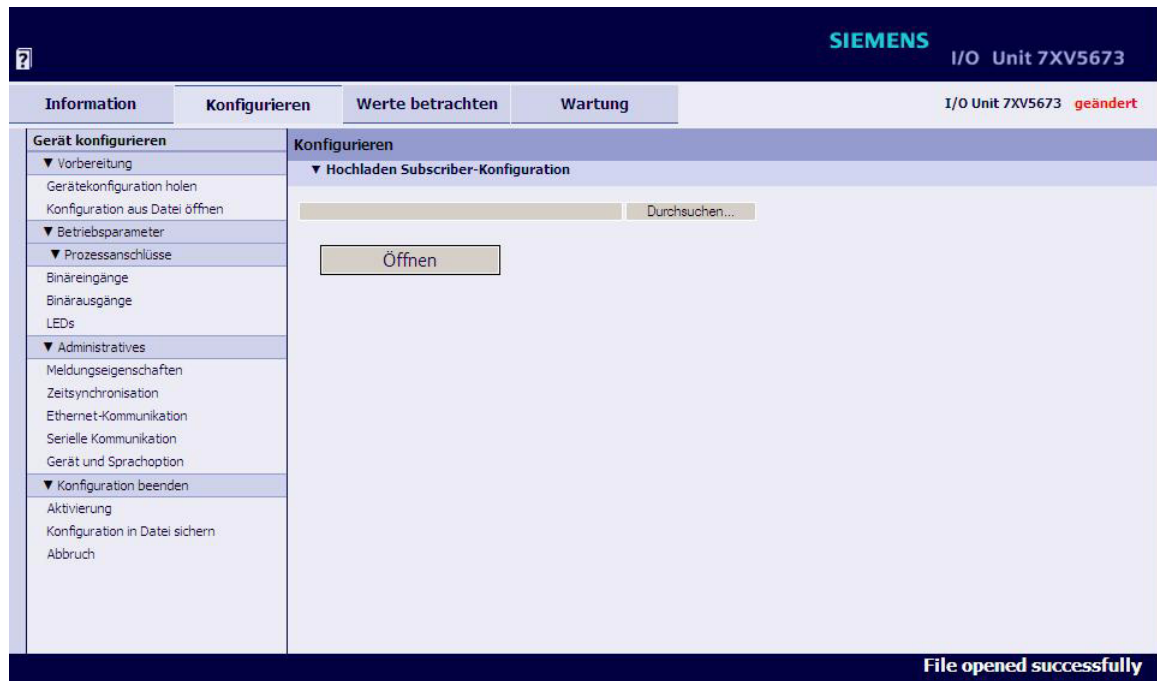 ?
SIEMENS
I/O Unit 7XV5673
Information
Konfigurieren
Werte betrachten
Wartung
I/O Unit 7XV5673 geändert
Gerät konfigurieren
▼ Vorbereitung
Gerätekonfiguration holen
Konfiguration aus Datei öffnen
▼ Betriebsparameter
▼ Prozessanschlüsse
Binäreingänge
Binärausgänge
LEDs
▼ Administratives
Meldungseigenschaften
Zeitsynchronisation
Ethernet-Kommunikation
Serielle Kommunikation
Gerät und Sprachoption
▼ Konfiguration beenden
Aktivierung
Konfiguration in Datei sichern
Abbruch
Konfigurieren
▼ Hochladen Subscriber-Konfiguration
Durchsuchen...
Öffnen
File opened successfully